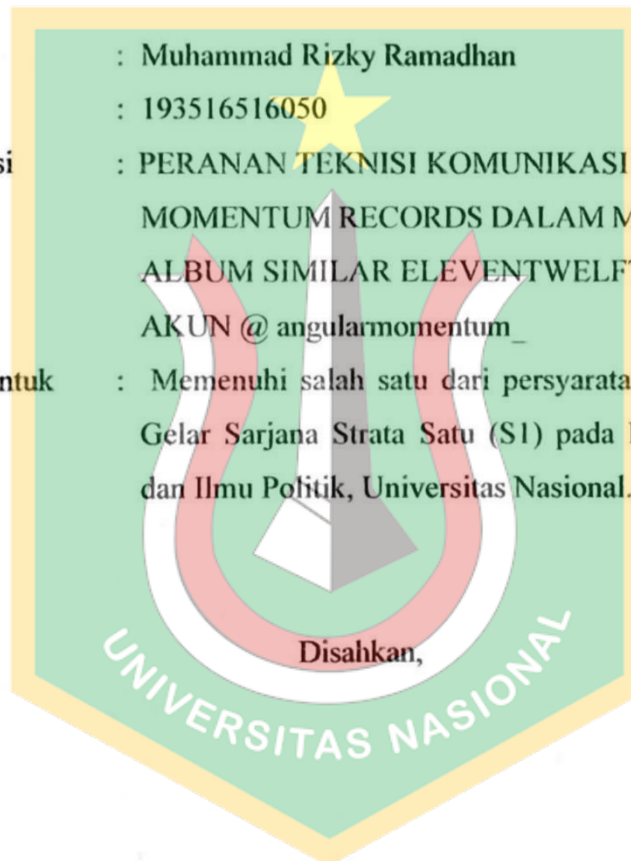 : Muhammad Rizky Ramadhan
: 193516516050
si : PERANAN TEKNISI KOMUNIKASI
MOMENTUM RECORDS DALAM M
ALBUM SIMILAR ELEVENTWELFT
AKUN @ angularmomentum_
ntuk : Memenuhi salah satu dari persyarata
Gelar Sarjana Strata Satu (S1) pada
dan Ilmu Politik, Universitas Nasional.
Disahkan,
UNIVERSITAS NASIONAL